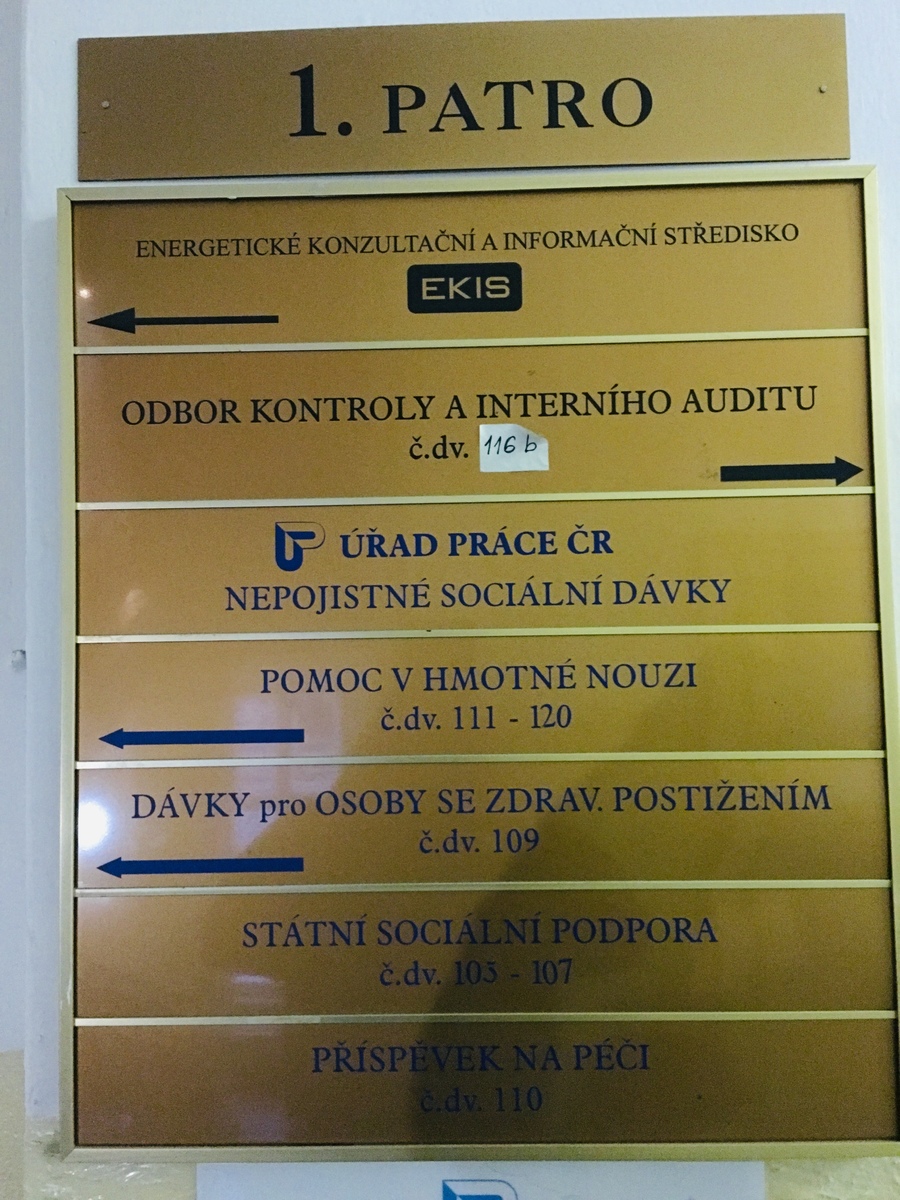 1. PATRO
ENERGETICKÉ KONZULTAČNÍ A INFORMAČNÍ STŘEDISKO
EKIS
ODBOR KONTROLY A INTERNÍHO AUDITU
č.dv. 116 b
ÚŘAD PRÁCE ČR
NEPOJISTNÉ SOCIÁLNÍ DÁVKY
POMOC V HMOTNÉ NOUZI
č.dv. 111 - 120
DÁVKY pro OSOBY SE ZDRAV. POSTIŽENÍM
č.dv. 109
STÁTNÍ SOCIÁLNÍ PODPORA
č.dv. 103 - 107
PŘÍSPĚVEK NA PÉČI
č.dv. 110